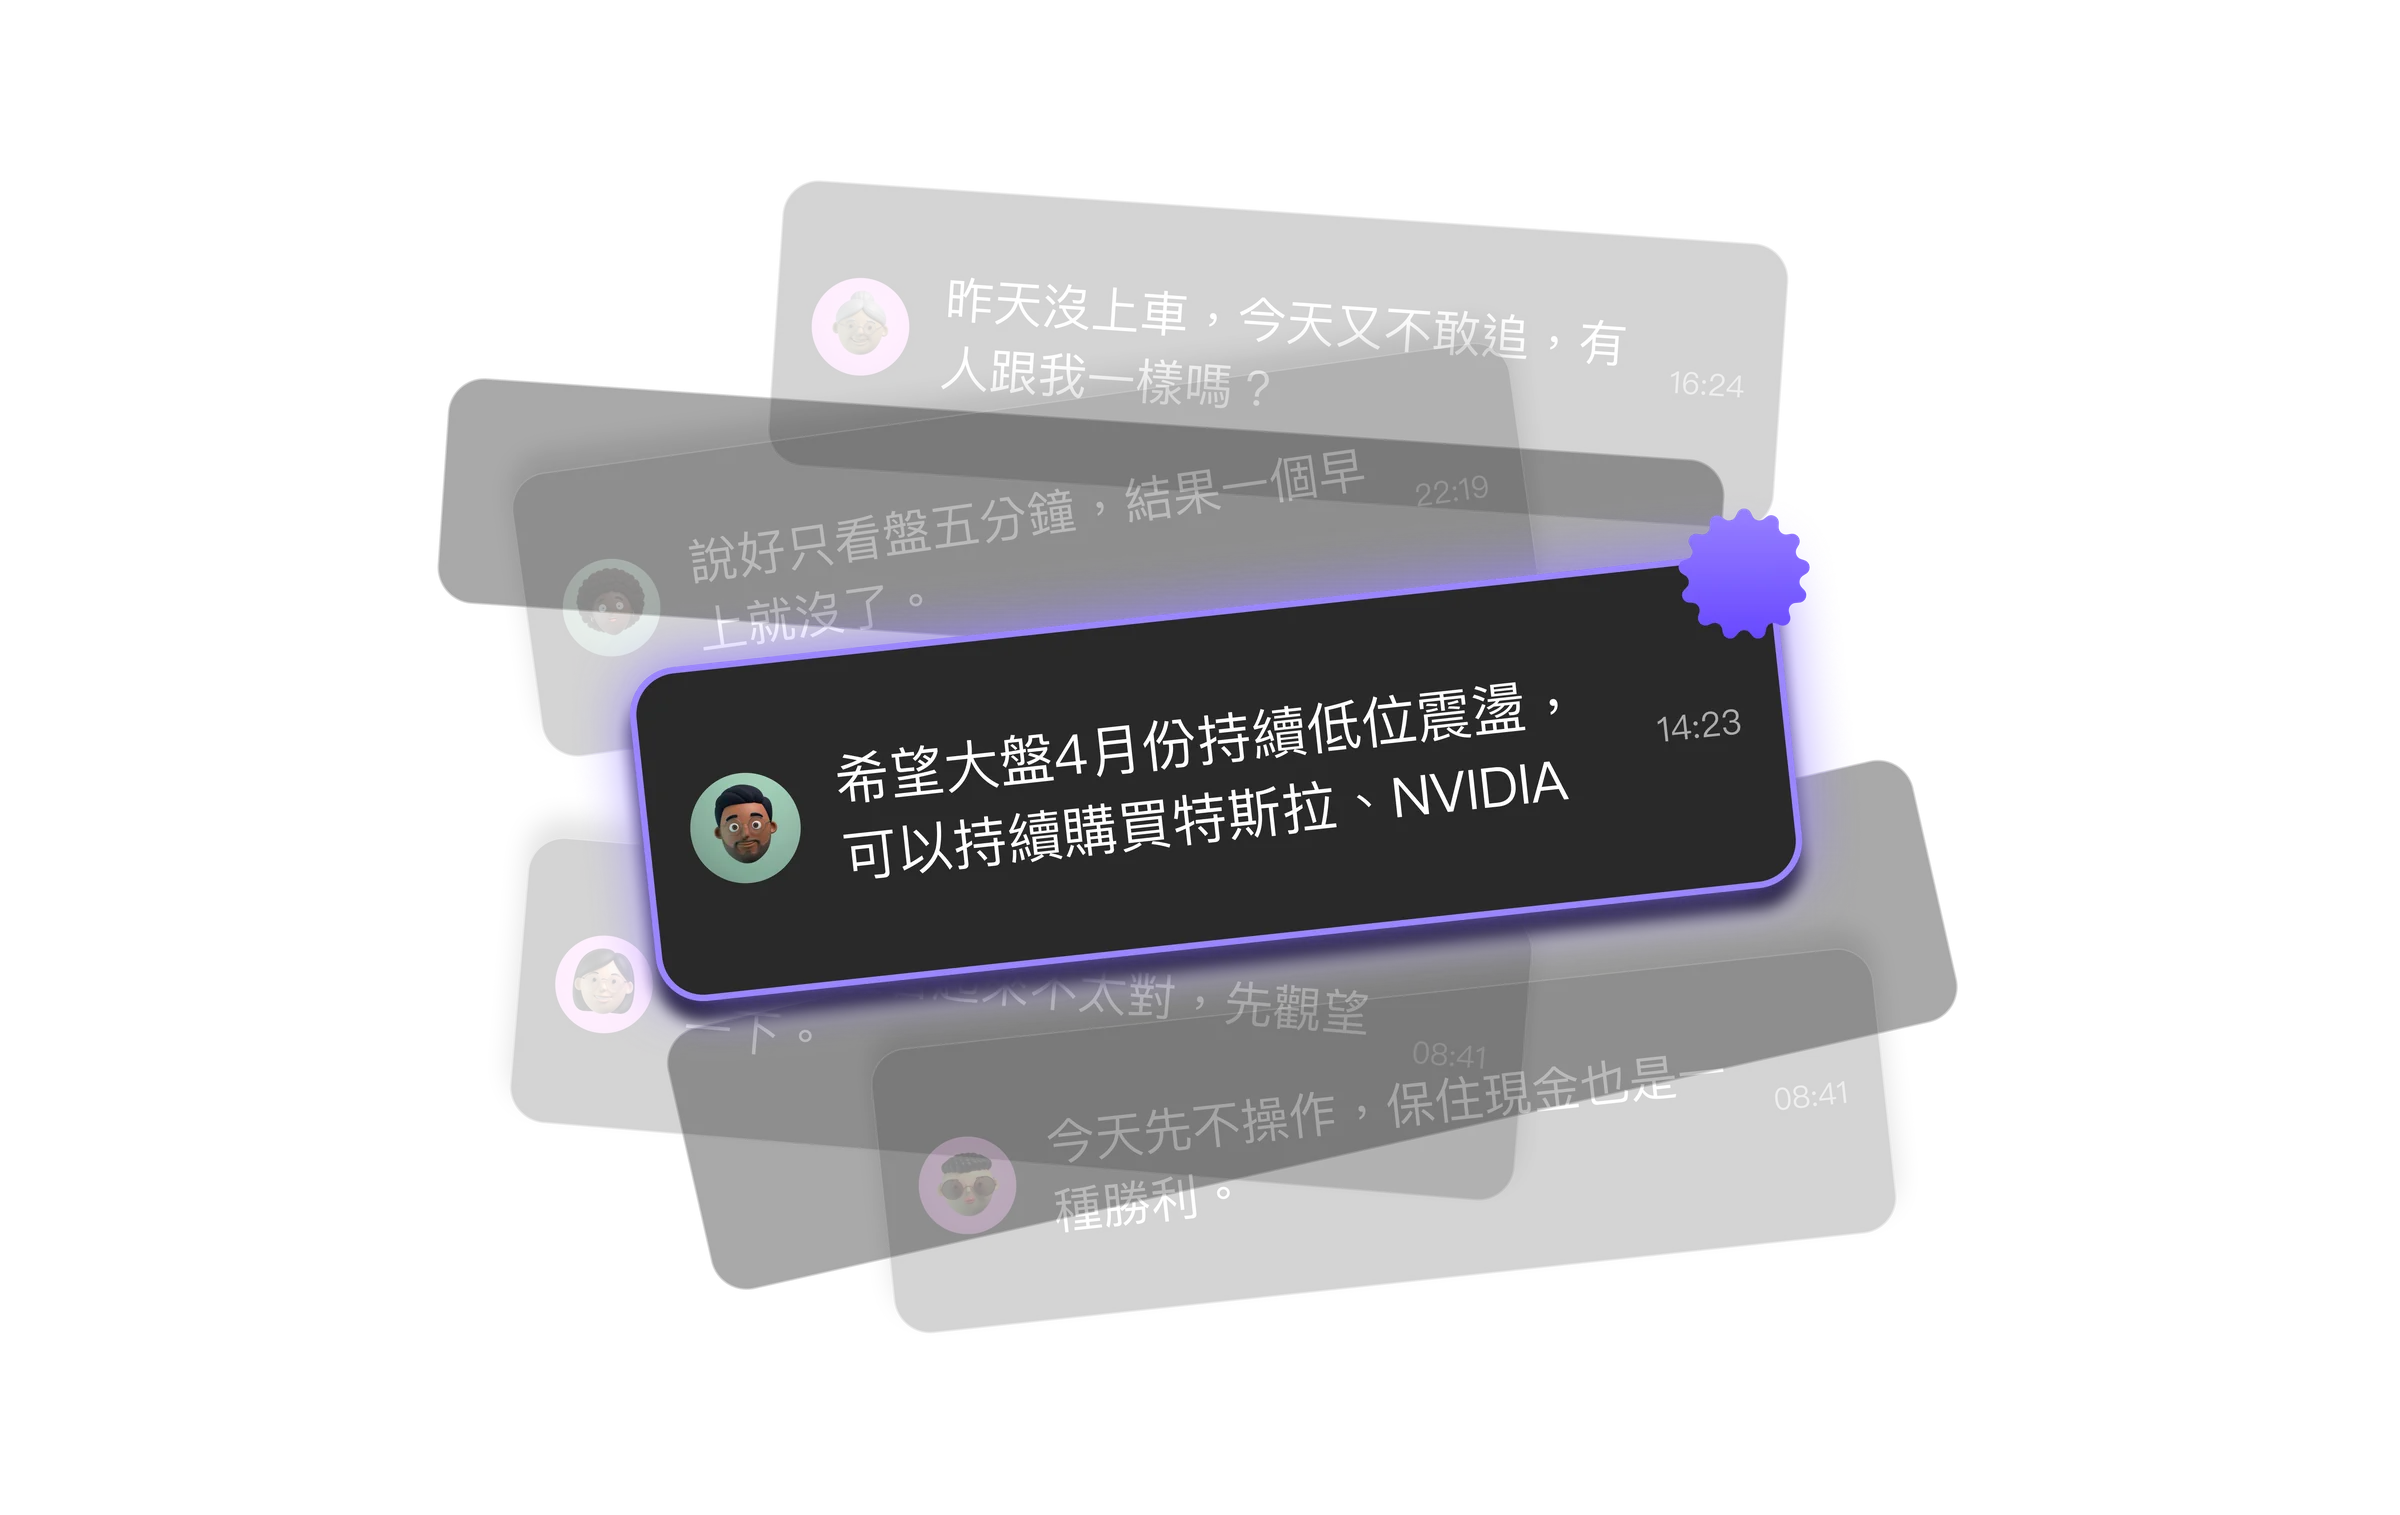 昨天沒上車，今天又不敢追，有
人跟我一樣嗎？
16:24
說好只看盤五分鐘，結果一個早
上就沒了。
22:19
希望大盤4月份持續低位震盪，
可以持續購買特斯拉、NVIDIA
14:23
起來不太對，先觀望
一下。
08:41
今天先不操作，保住現金也是一
種勝利。
08:41